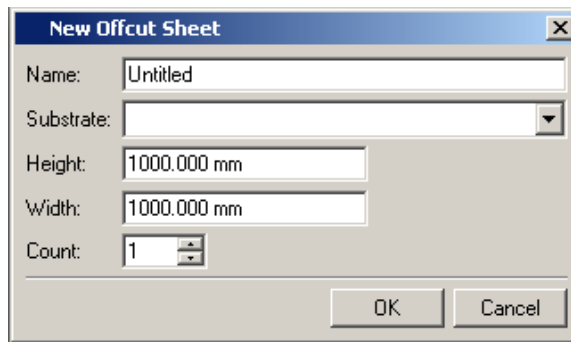 New Offcut Sheet
Name: Untitled
Substrate:
Height: 1000.000 mm
Width: 1000.000 mm
Count: 1
OK Cancel